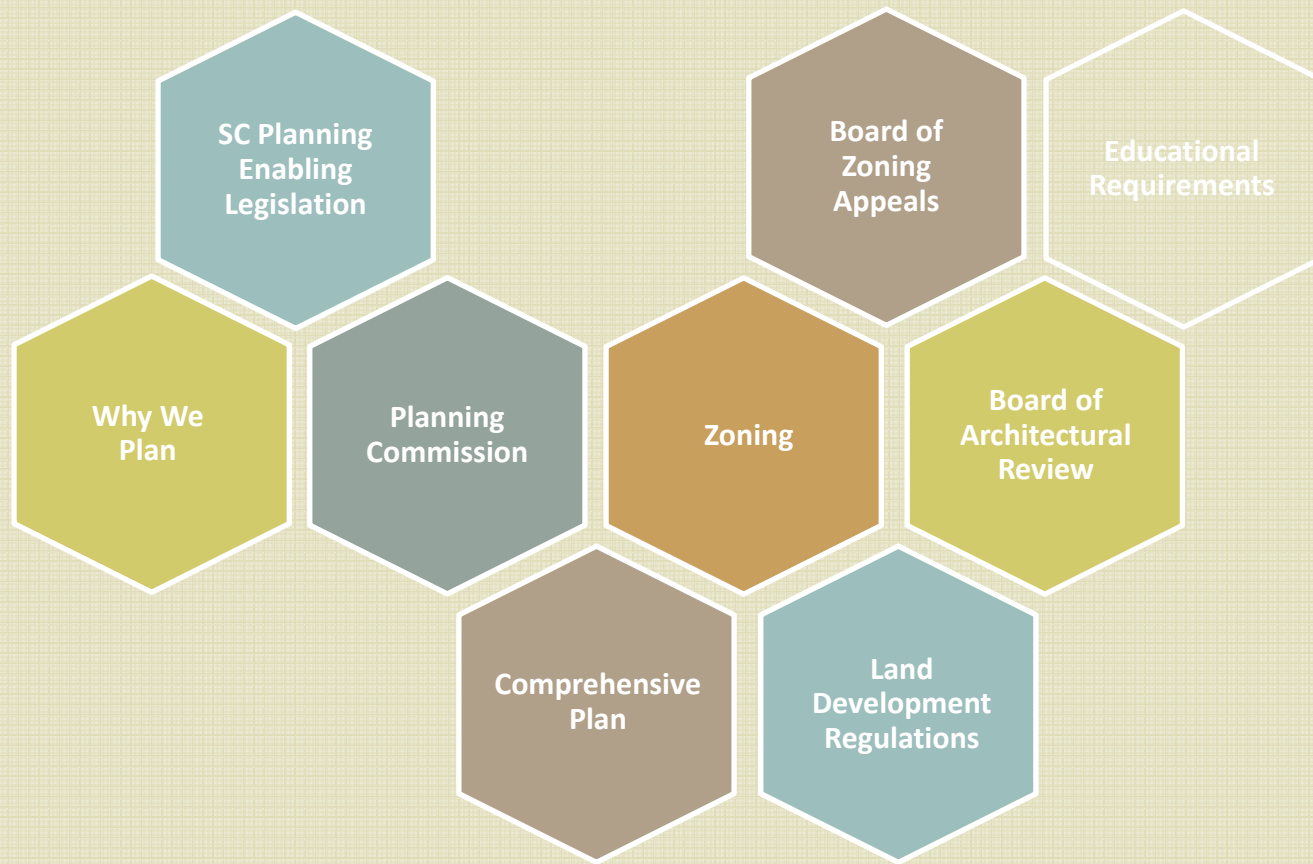 SC Planning
Enabling
Legislation
Board of
Zoning
Appeals
Educational
Requirements
Why We
Plan
Planning
Commission
Zoning
Board of
Architectural
Review
Comprehensive
Plan
Land
Development
Regulations